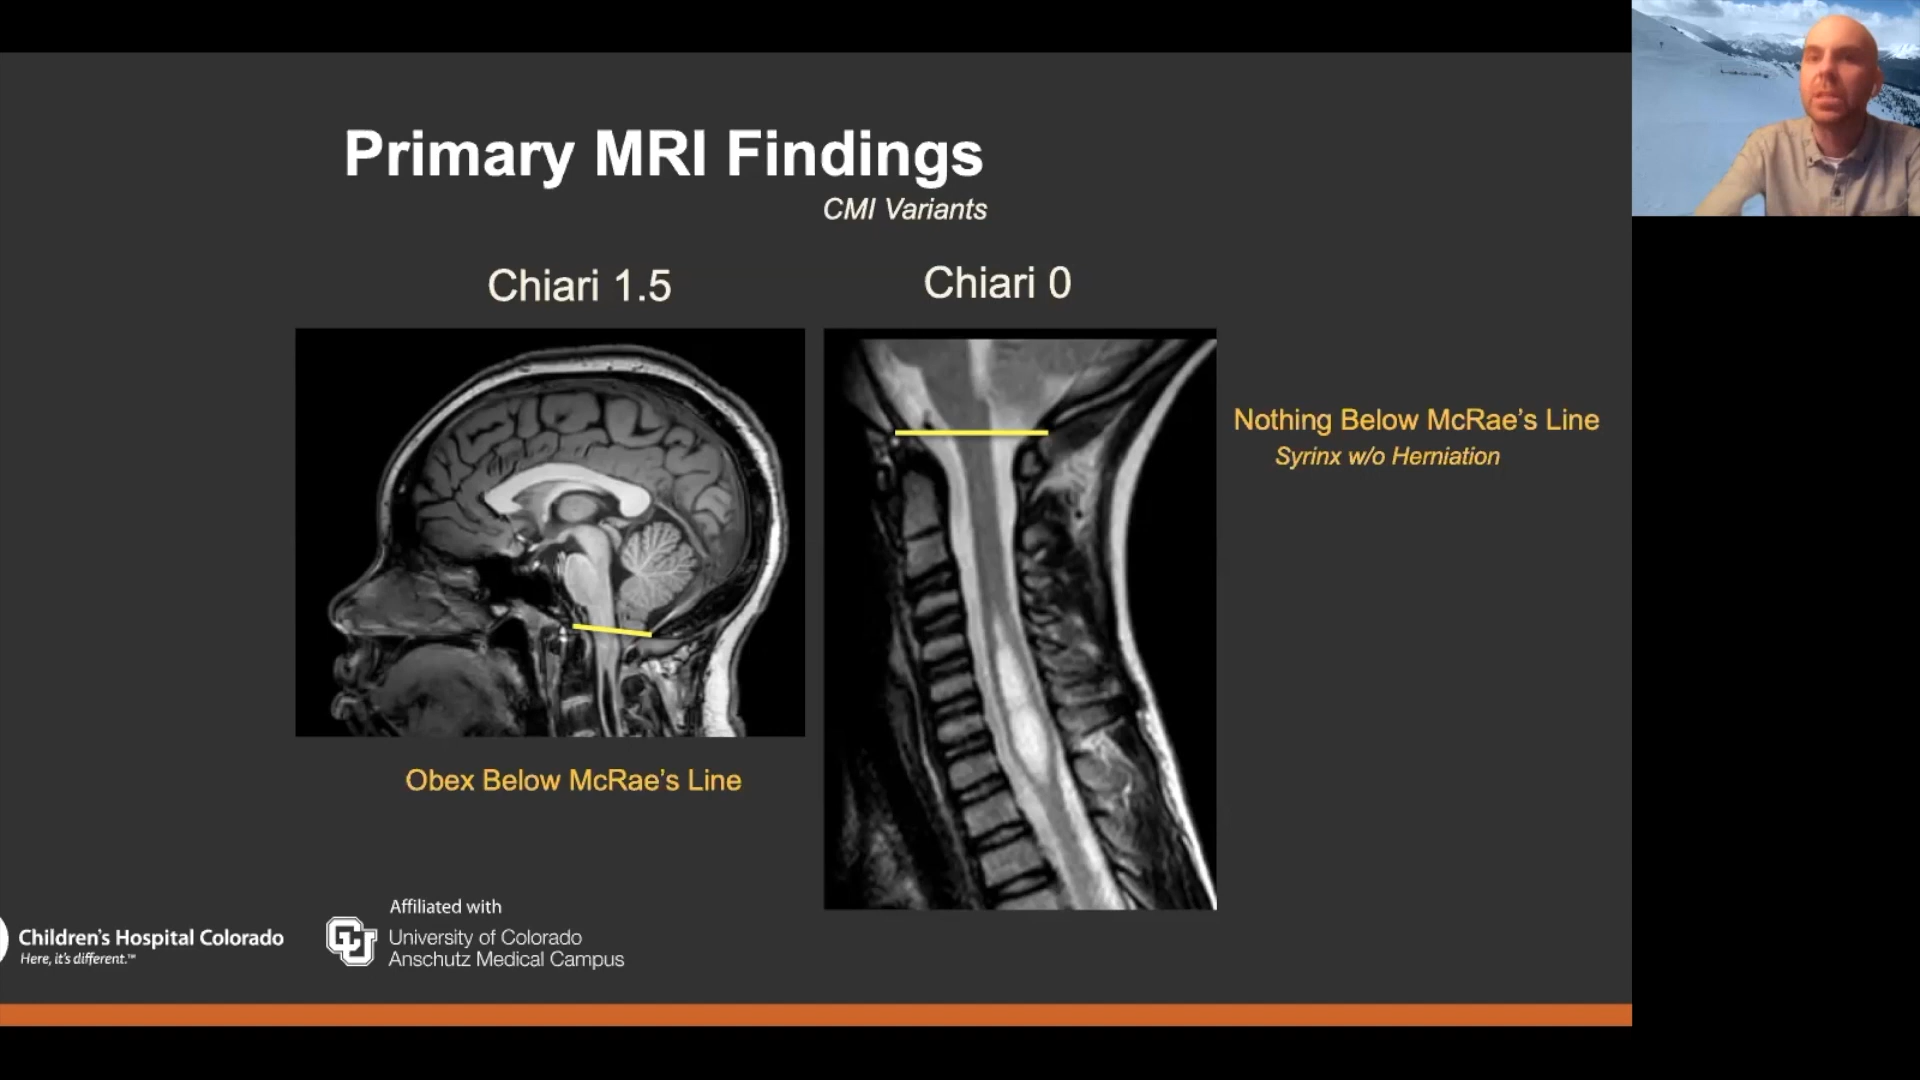 Primary MRI Findings
CMI Variants
Chiari 1.5
Chiari 0
Nothing Below McRae's Line
Syrinx w/o Herniation
Obex Below McRae's Line
Children's Hospital Colorado
Here, it's different.™
Affiliated with
University of Colorado
Anschutz Medical Campus